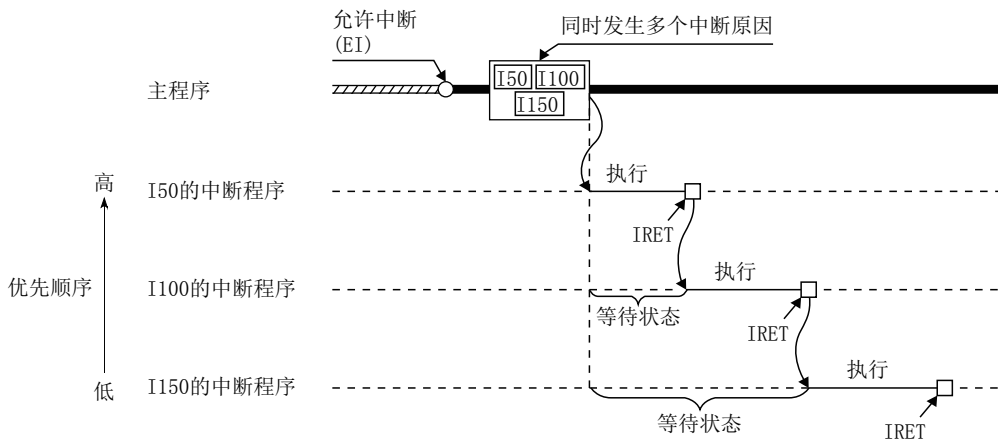 允许中断
(EI)
同时发生多个中断原因
主程序
I50 I100
I150
高
I50的中断程序
执行
IRET
优先顺序
I100的中断程序
执行
等待状态
IRET
低
I150的中断程序
执行
等待状态
IRET